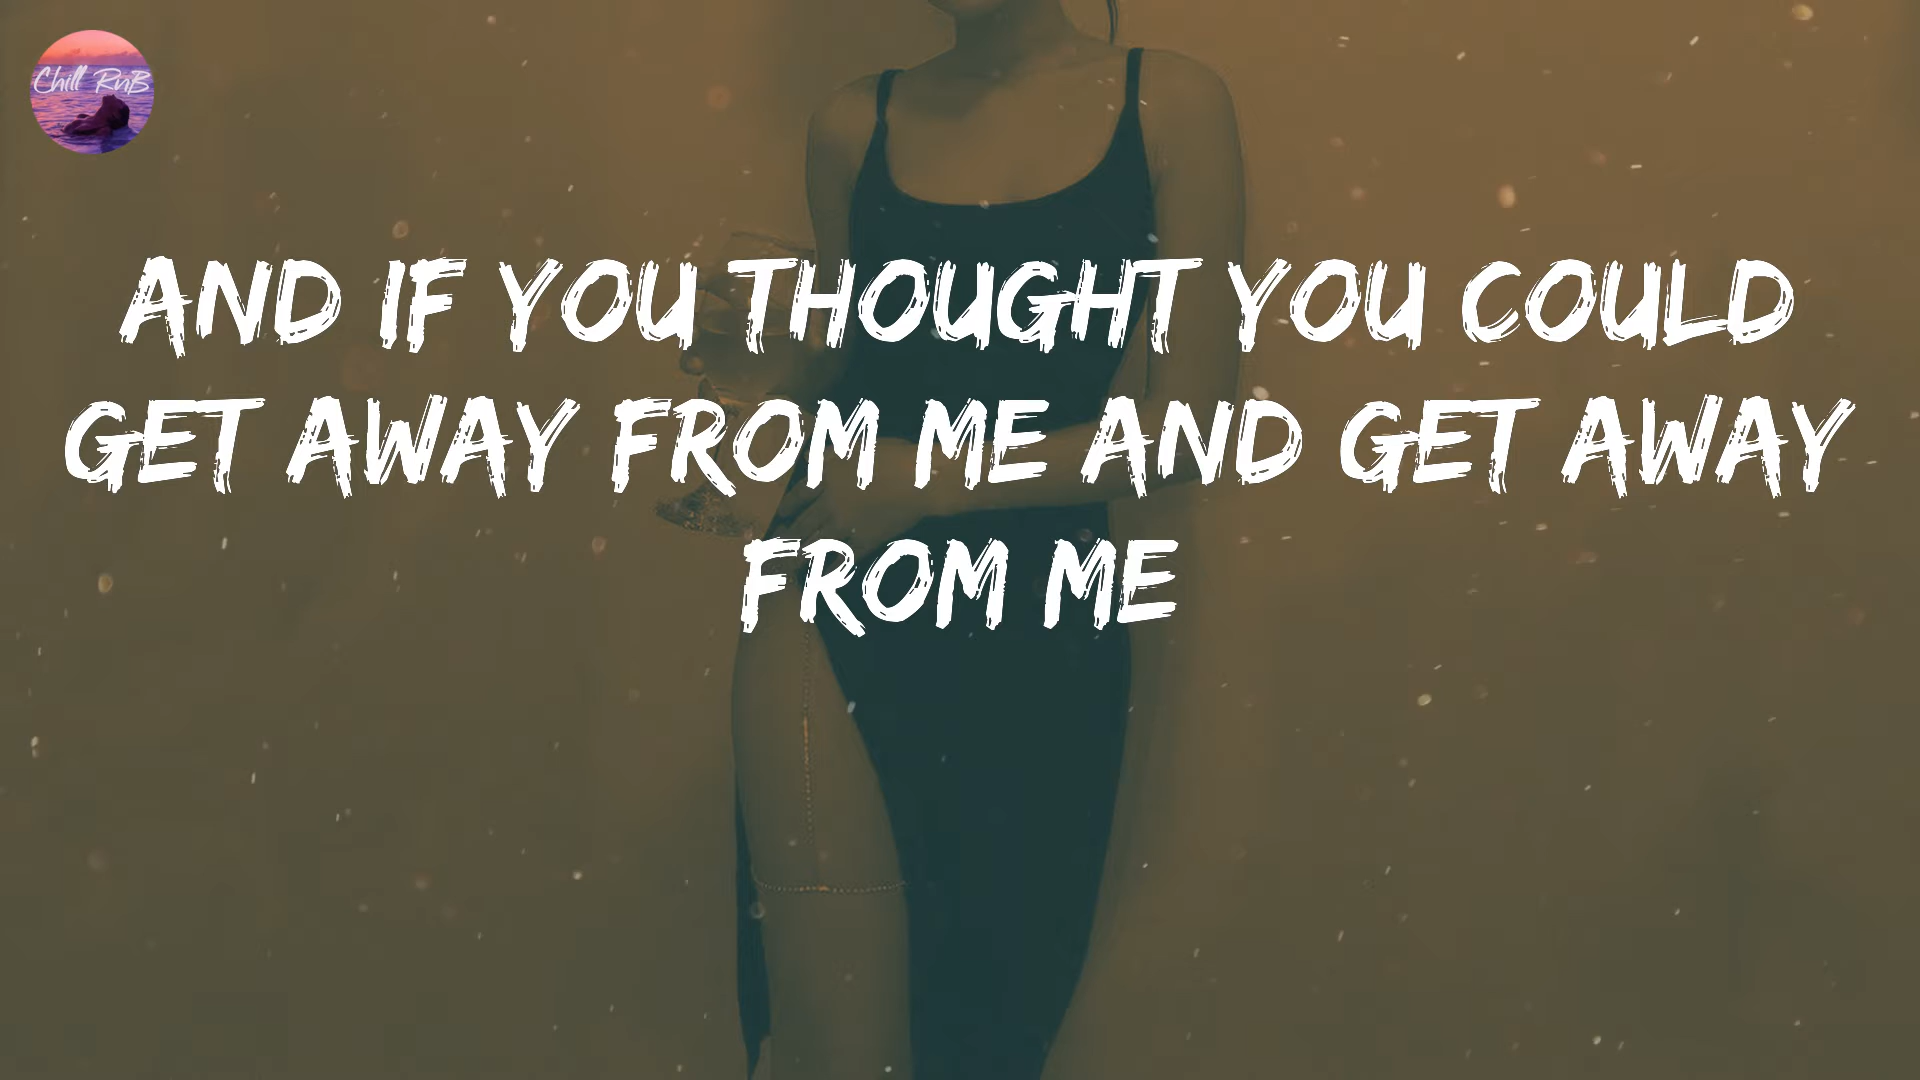 Chill RnB
AND IF YOU THOUGHT YOU COULD
GET AWAY FROM ME AND GET AWAY
FROM ME